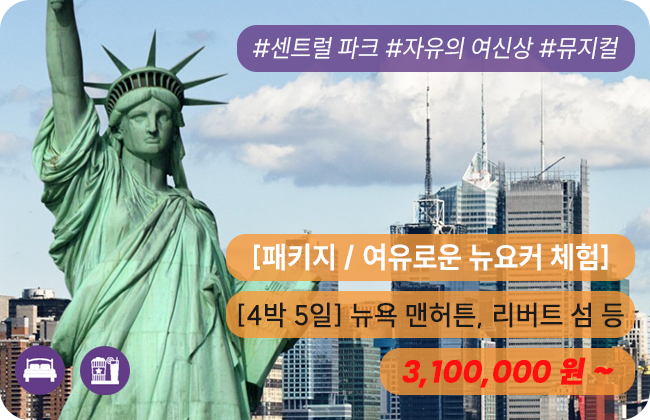 #센트럴 파크 #자유의 여신상 #뮤지컬
[패키지 / 여유로운 뉴요커 체험]
[4박 5일] 뉴욕 맨허튼, 리버트 섬 등
3,100,000 원 ~